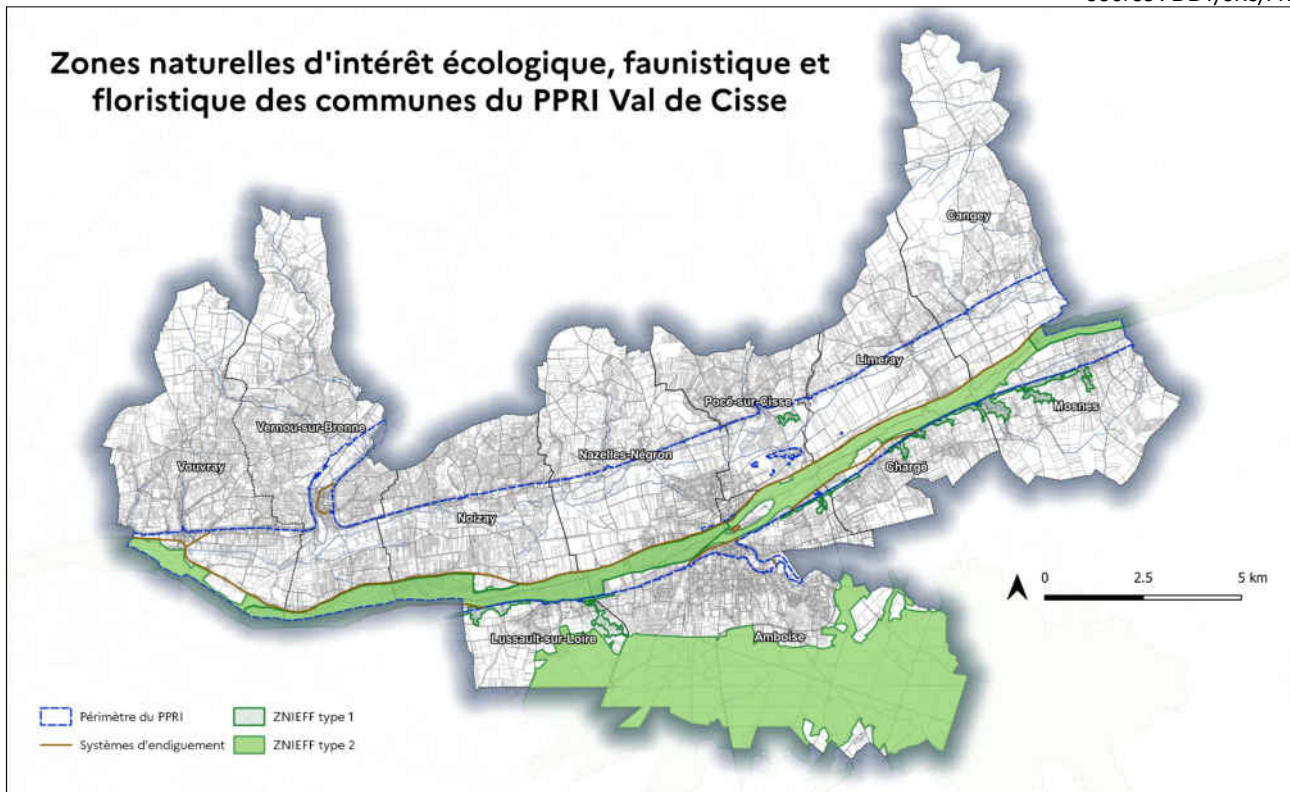 Zones naturelles d'intérêt écologique, faunistique et
floristique des communes du PPRI Val de Cisse
Cangey
Limeray
Pocé-sur-Cisse
Mosnes
Vernou-sur-Brenne
Nazelles-Négron
Vouvray
Chargé
Noizay
0 2.5 5 km
Lussault-sur-Loire
Amboise
Périmètre du PPRI
ZNIEFF type 1
Systèmes d'endiguement
ZNIEFF type 2